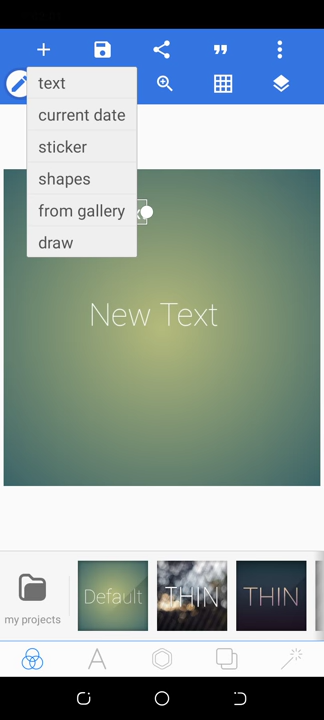 text
current date
sticker
shapes
from gallery
draw
New Text
my projects
Default
THIN
THIN